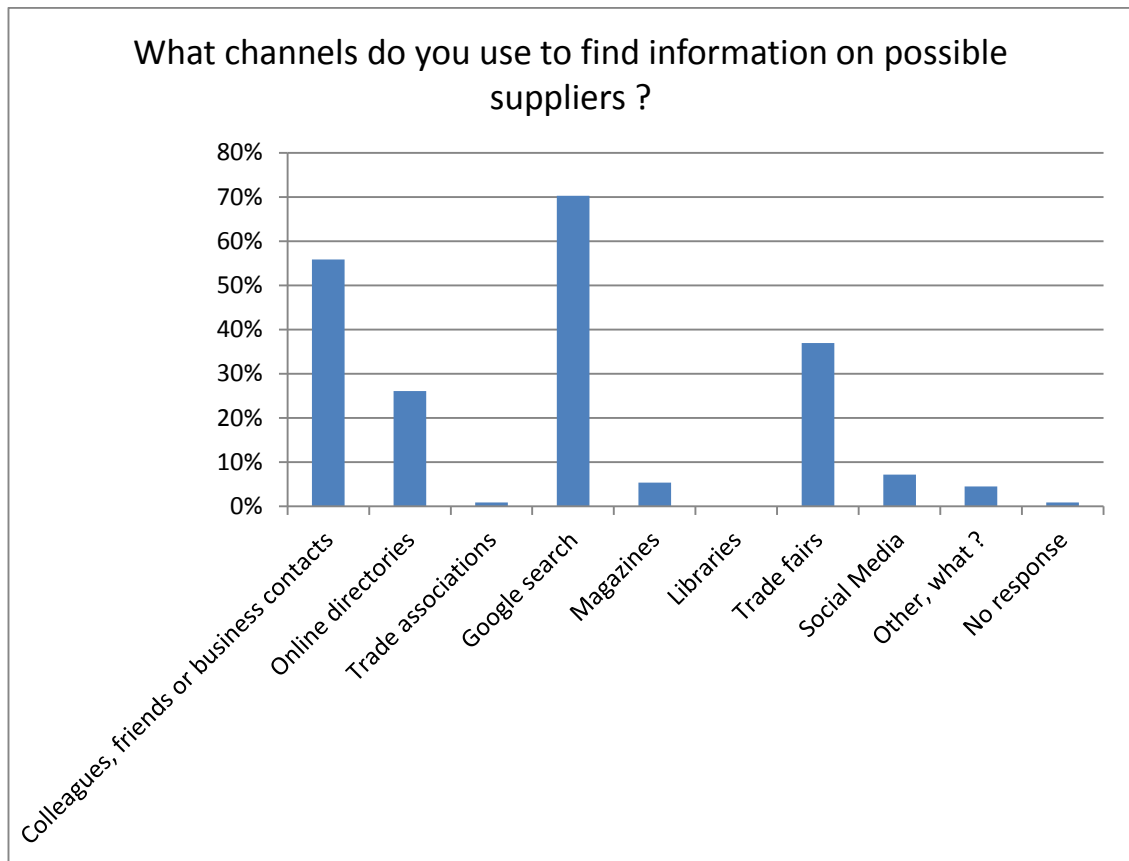 What channels do you use to find information on possible
suppliers ?
80%
70%
60%
50%
40%
30%
20%
10%
0%
Colleagues, friends or business contacts
Online directories
Trade associations
Google search
Magazines
Libraries
Trade fairs
Social Media
Other, what ?
No response